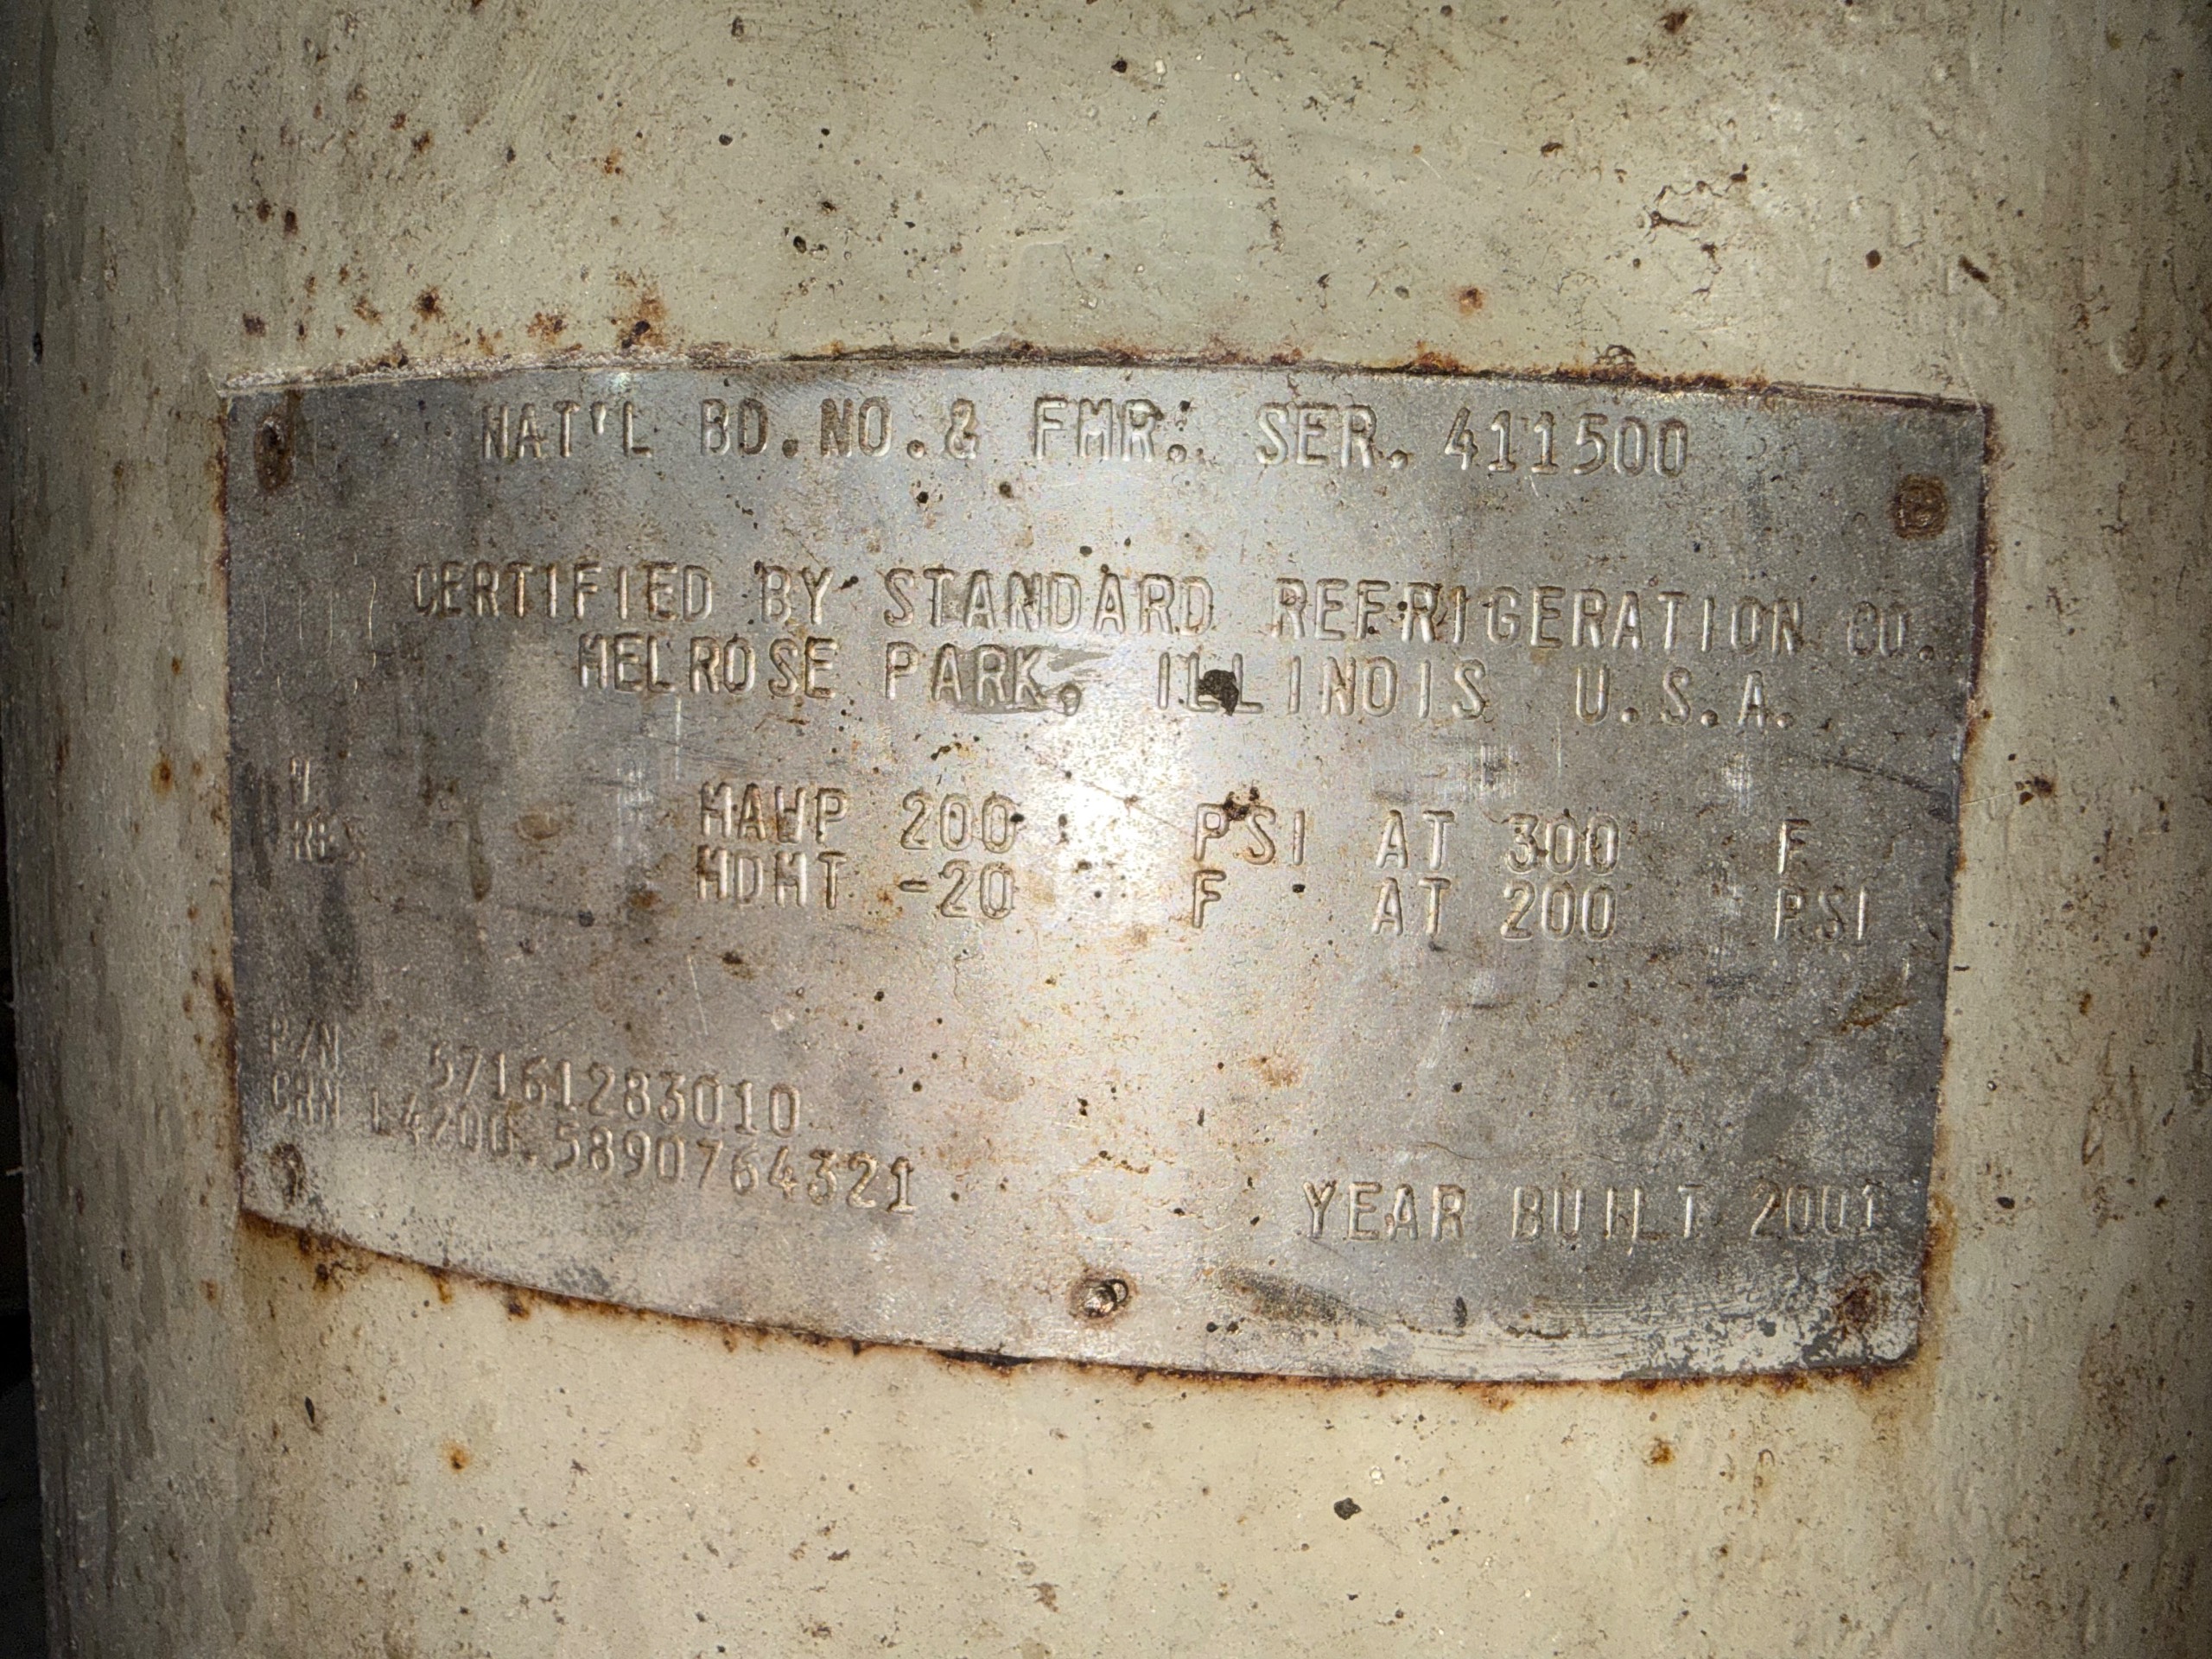 NAT'L BD.NO.& FMR. SER. 411500
CERTIFIED BY STANDARD REFRIGERATION CO.
MELROSE PARK, ILLINOIS U.S.A.
MAWP 200 PSI AT 300 F
MDMT -20 F AT 200 PSI
P/N 57161283010
CRN L4200.5890764321
YEAR BUILT 2001